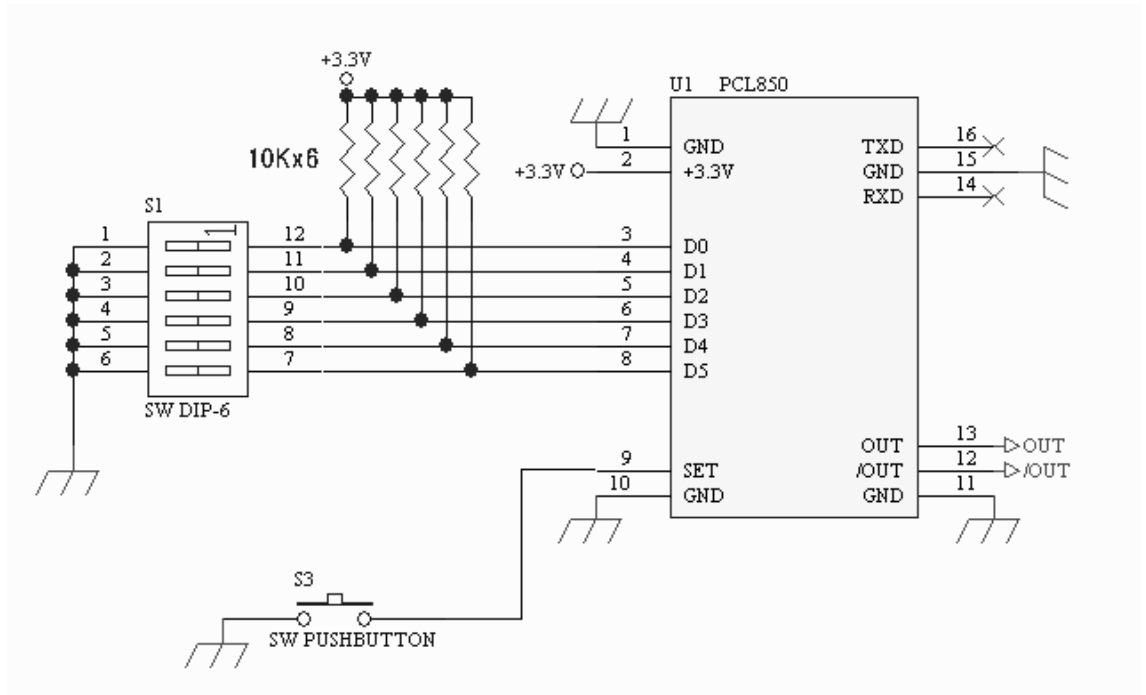 +3.3V
10Kx6
S1
1
1 12
2 11
3 10
4 9
5 8
6 7
SW DIP-6
U1 PCL850
1 GND
2 +3.3V
+3.3V
3 D0
4 D1
5 D2
6 D3
7 D4
8 D5
9 SET
10 GND
TXD 16
GND 15
RXD 14
OUT 13 OUT
/OUT 12 /OUT
GND 11
S3
SW PUSHBUTTON